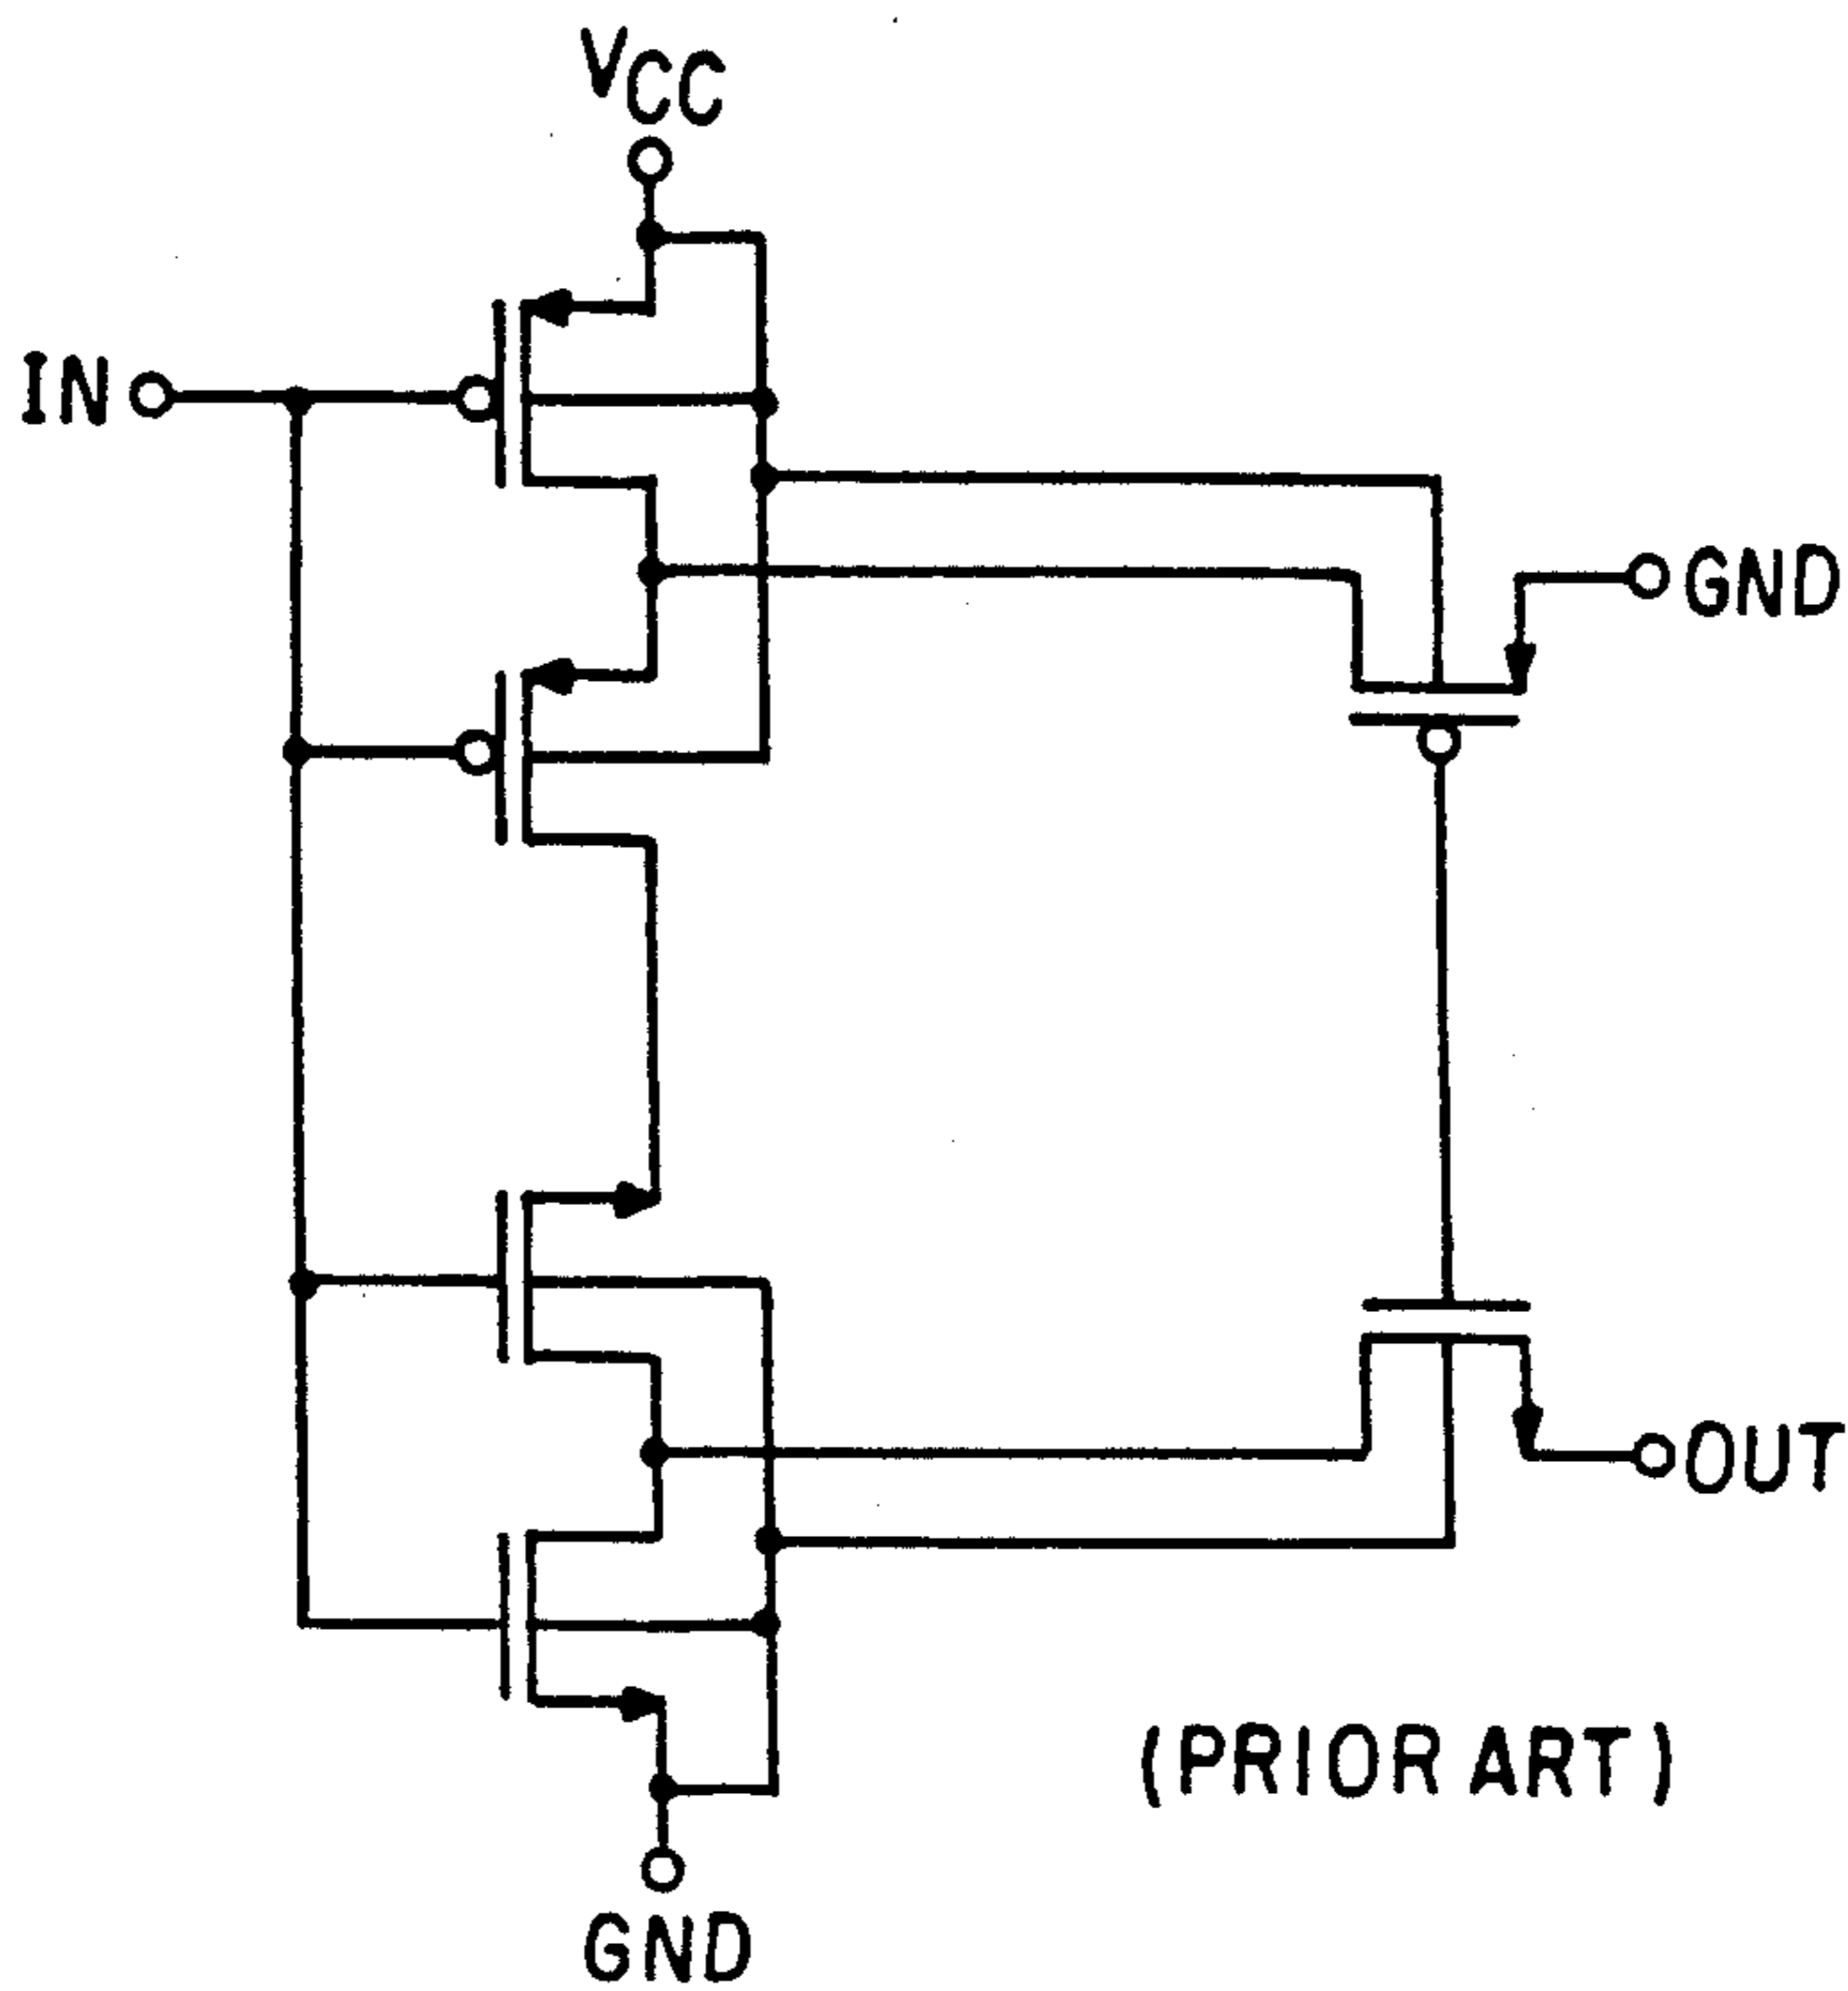 VCC
IN
GND
OUT
(PRIOR ART)
GND